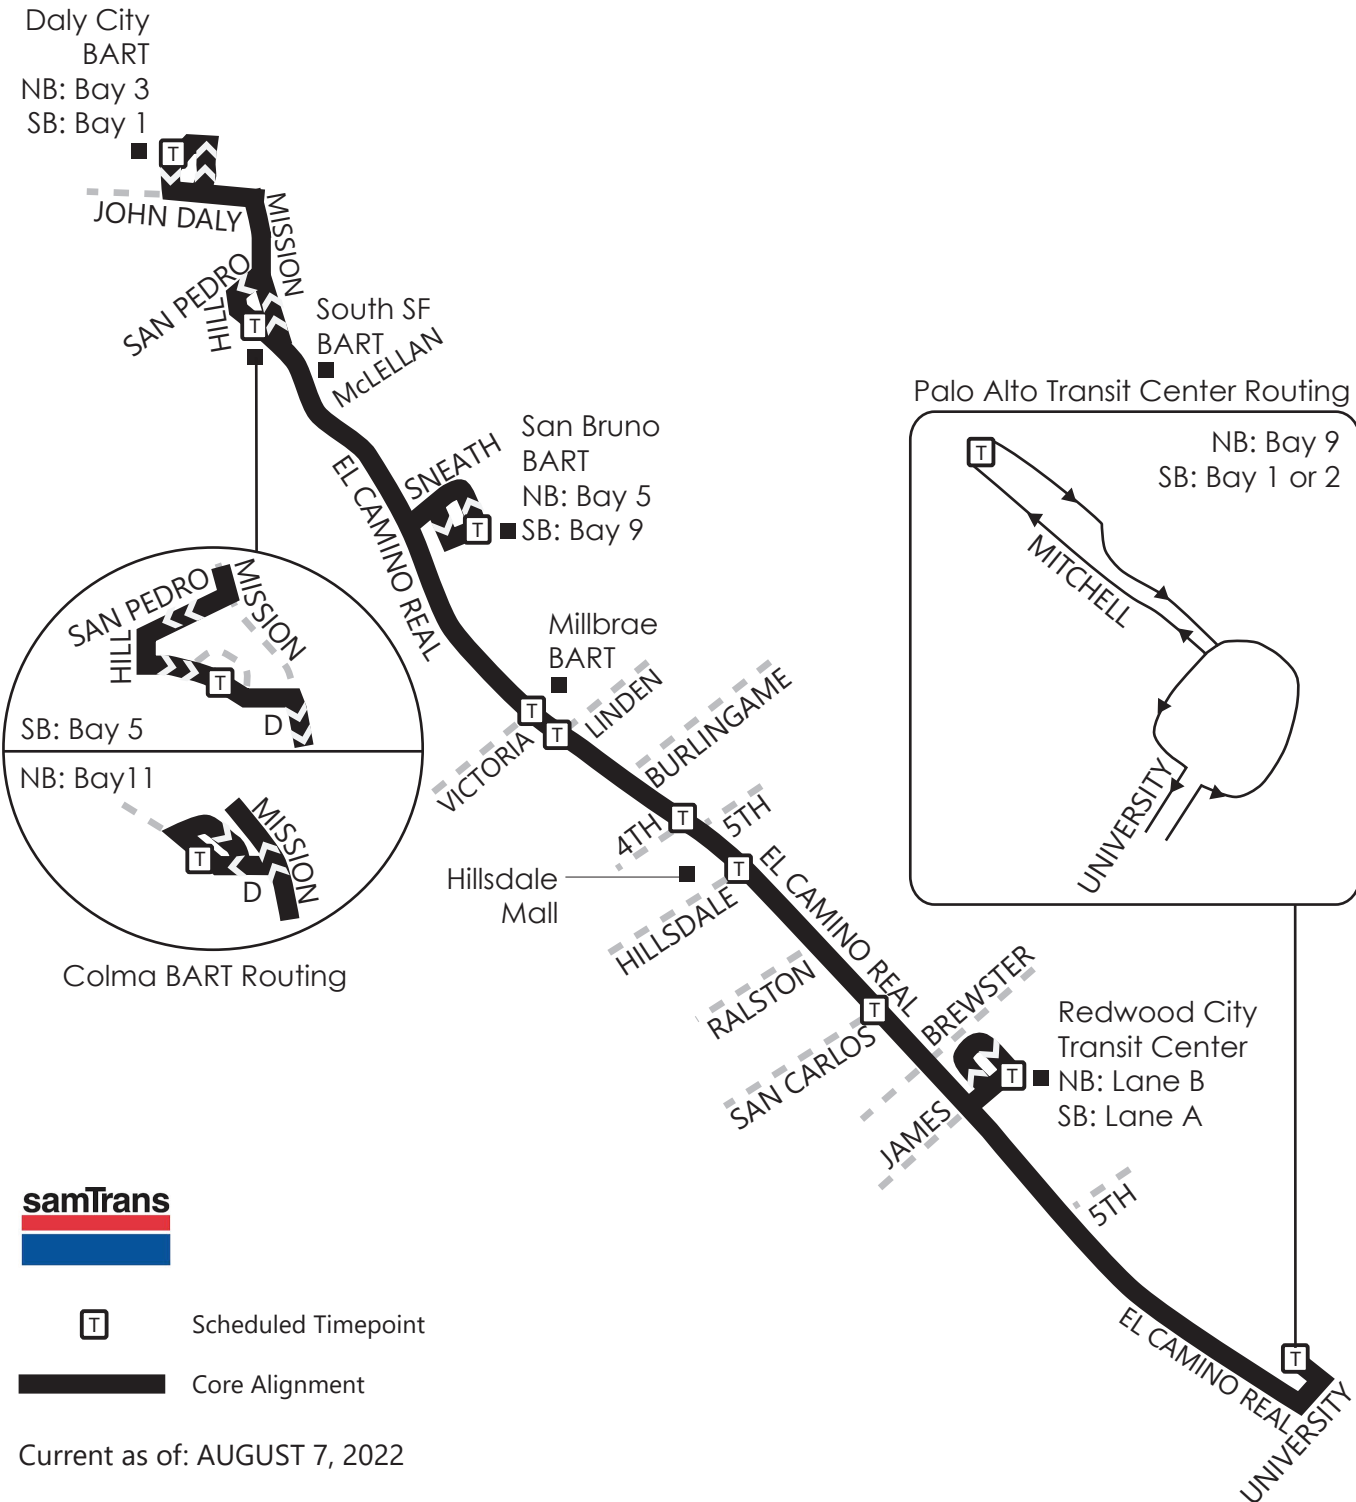 Daly City
BART
NB: Bay 3
SB: Bay 1
T
JOHN DALY
MISSION
SAN PEDRO
HILL
T
South SF
BART
McLELLAN
EL CAMINO REAL
SNEATH
San Bruno
BART
NB: Bay 5
SB: Bay 9
T
Palo Alto Transit Center Routing
NB: Bay 9
SB: Bay 1 or 2
T
MITCHELL
UNIVERSITY
SAN PEDRO
MISSION
HILL
T
D
SB: Bay 5
NB: Bay11
MISSION
T
D
Colma BART Routing
Millbrae
BART
T
T
VICTORIA
LINDEN
BURLINGAME
T
4TH
5TH
Hillsdale
Mall
T
HILLSDALE
EL CAMINO REAL
RALSTON
T
SAN CARLOS
BREWSTER
JAMES
T
Redwood City
Transit Center
NB: Lane B
SB: Lane A
5TH
EL CAMINO REAL
T
UNIVERSITY
samTrans
T Scheduled Timepoint
Core Alignment
Current as of: AUGUST 7, 2022